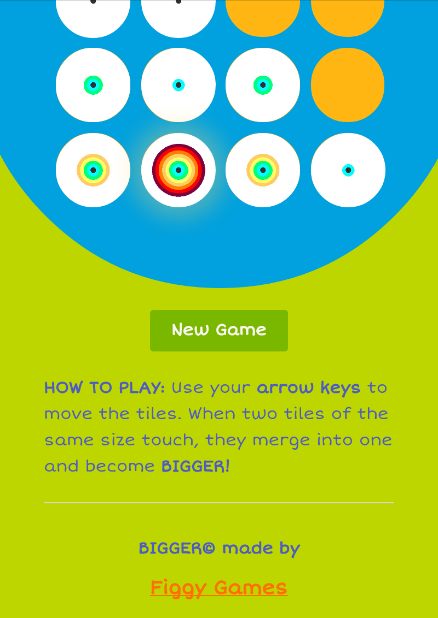 New Game
HOW TO PLAY: Use your arrow keys to
move the tiles. When two tiles of the
same size touch, they merge into one
and become BIGGER!
BIGGER© made by
Figgy Games